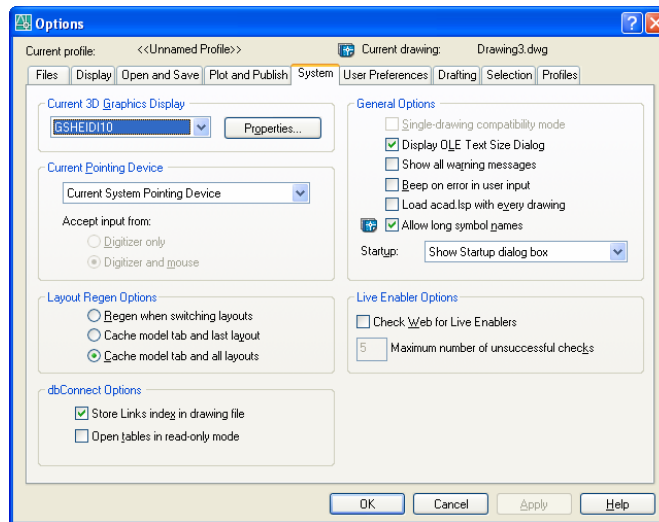 Options
Current profile: <<Unnamed Profile>> Current drawing: Drawing3.dwg
Files Display Open and Save Plot and Publish System User Preferences Drafting Selection Profiles
Current 3D Graphics Display
GSHEIDI10 Properties...
Current Pointing Device
Current System Pointing Device
Accept input from:
Digitizer only
Digitizer and mouse
Layout Regen Options
Regen when switching layouts
Cache model tab and last layout
Cache model tab and all layouts
dbConnect Options
Store Links index in drawing file
Open tables in read-only mode
General Options
Single-drawing compatibility mode
Display OLE Text Size Dialog
Show all warning messages
Beep on error in user input
Load acad.lsp with every drawing
Allow long symbol names
Startup: Show Startup dialog box
Live Enabler Options
Check Web for Live Enablers
5 Maximum number of unsuccessful checks
OK Cancel Apply Help